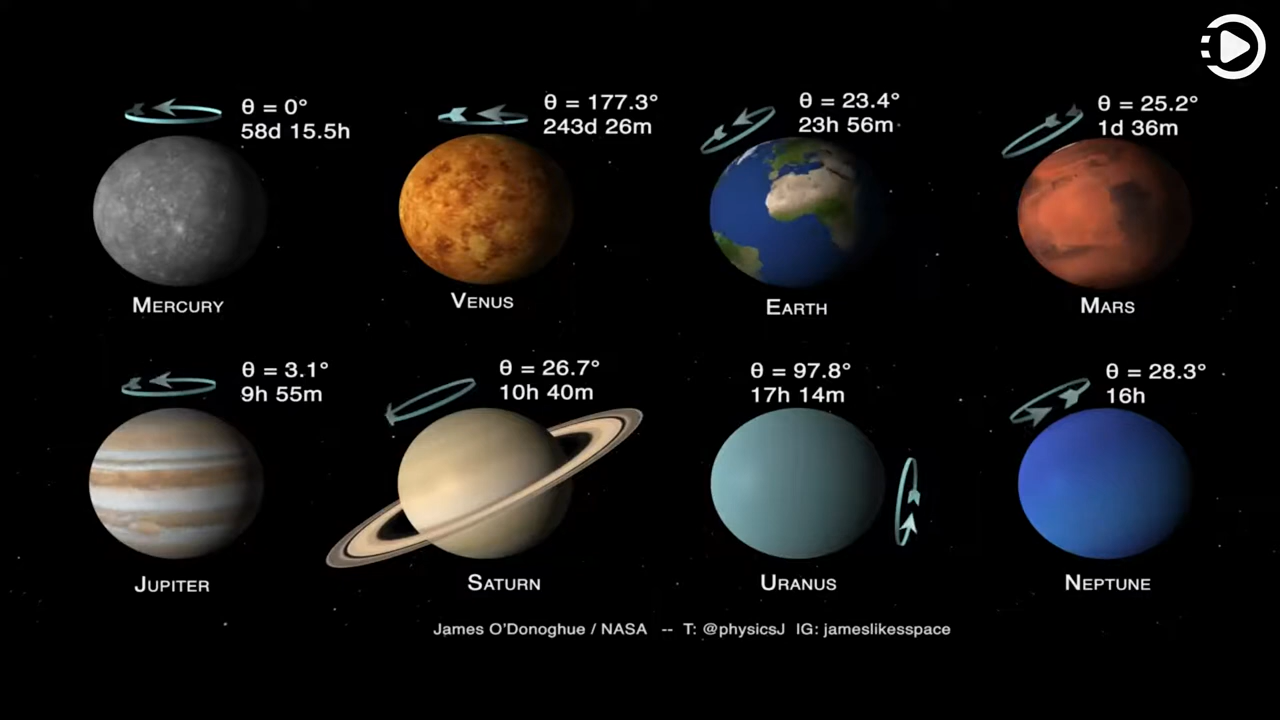 θ = 0°
58d 15.5h
MERCURY
θ = 177.3°
243d 26m
VENUS
θ = 23.4°
23h 56m
EARTH
θ = 25.2°
1d 36m
MARS
θ = 3.1°
9h 55m
JUPITER
θ = 26.7°
10h 40m
SATURN
θ = 97.8°
17h 14m
URANUS
θ = 28.3°
16h
NEPTUNE
James O'Donoghue / NASA -- T: @physicsJ IG: jameslikesspace